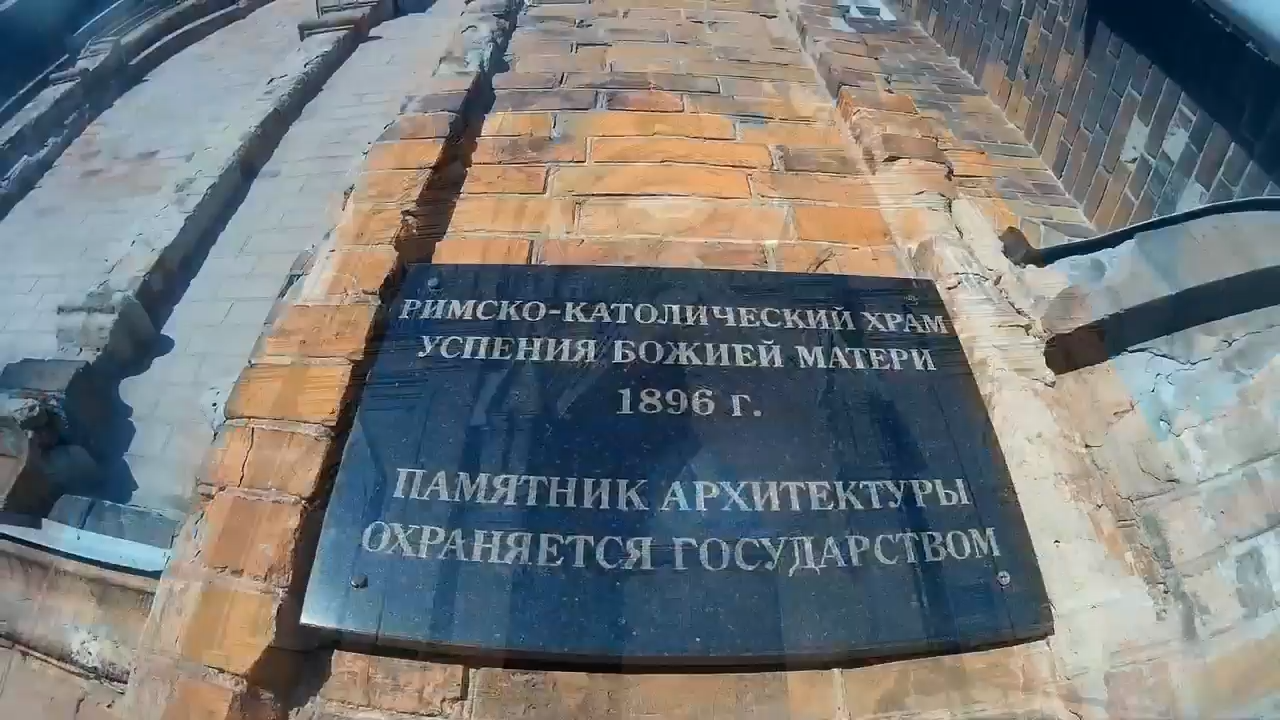 РИМСКО-КАТОЛИЧЕСКИЙ ХРАМ
УСПЕНИЯ БОЖИЕЙ МАТЕРИ
1896 г.
ПАМЯТНИК АРХИТЕКТУРЫ
ОХРАНЯЕТСЯ ГОСУДАРСТВОМ